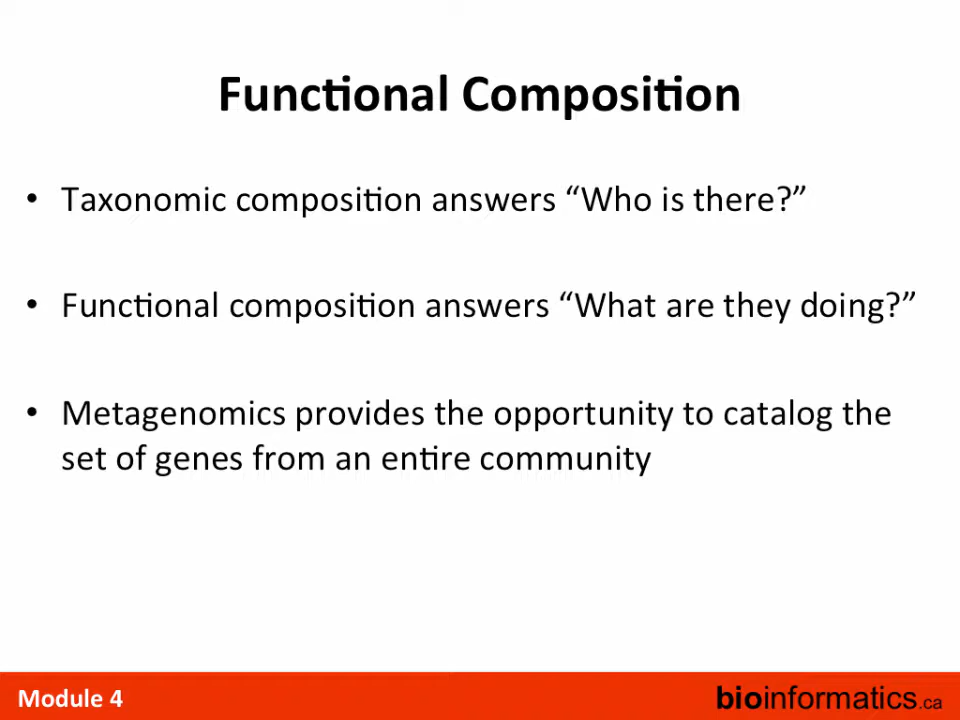 Functional Composition
• Taxonomic composition answers “Who is there?”
• Functional composition answers “What are they doing?”
• Metagenomics provides the opportunity to catalog the
set of genes from an entire community
Module 4
bioinformatics.ca